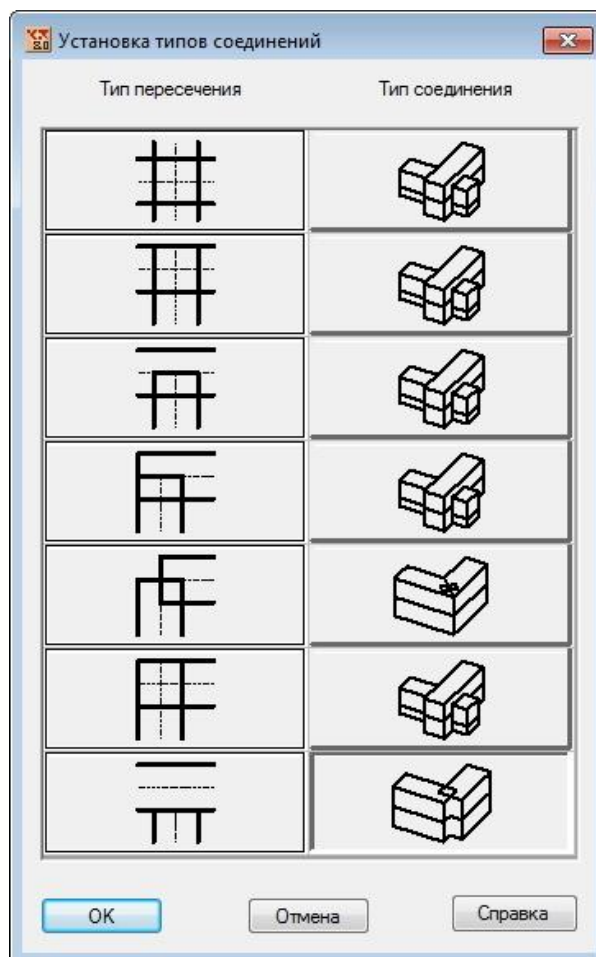 Установка типов соединений
Тип пересечения
Тип соединения
OK
Отмена
Справка